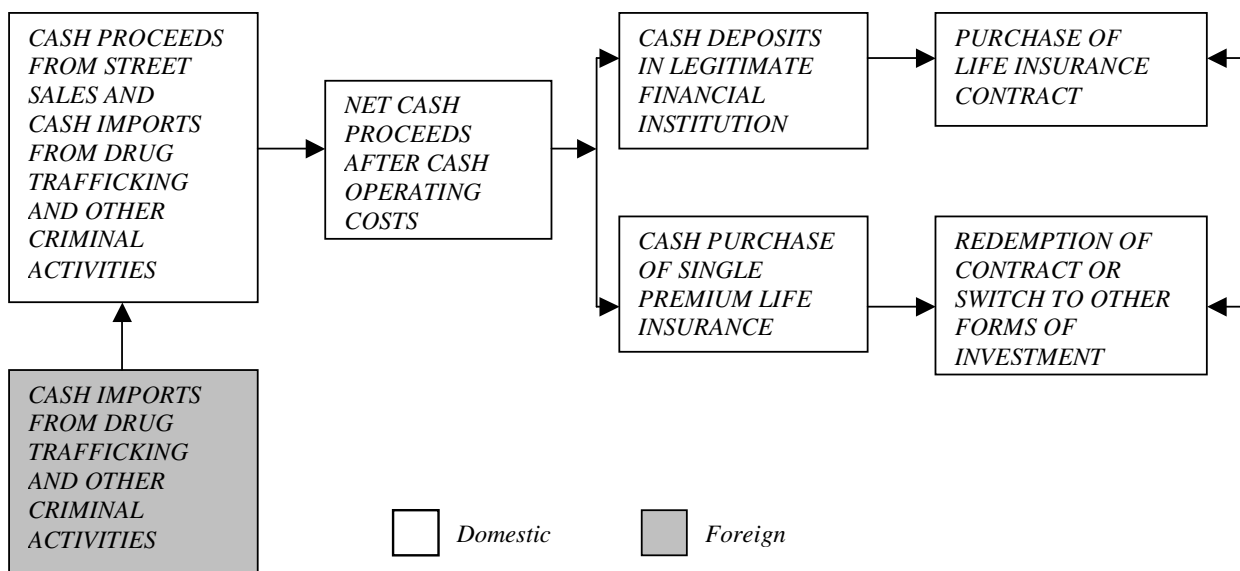 CASH PROCEEDS
FROM STREET
SALES AND
CASH IMPORTS
FROM DRUG
TRAFFICKING
AND OTHER
CRIMINAL
ACTIVITIES
NET CASH
PROCEEDS
AFTER CASH
OPERATING
COSTS
CASH DEPOSITS
IN LEGITIMATE
FINANCIAL
INSTITUTION
PURCHASE OF
LIFE INSURANCE
CONTRACT
CASH PURCHASE
OF SINGLE
PREMIUM LIFE
INSURANCE
REDEMPTION OF
CONTRACT OR
SWITCH TO OTHER
FORMS OF
INVESTMENT
CASH IMPORTS
FROM DRUG
TRAFFICKING
AND OTHER
CRIMINAL
ACTIVITIES
Domestic
Foreign